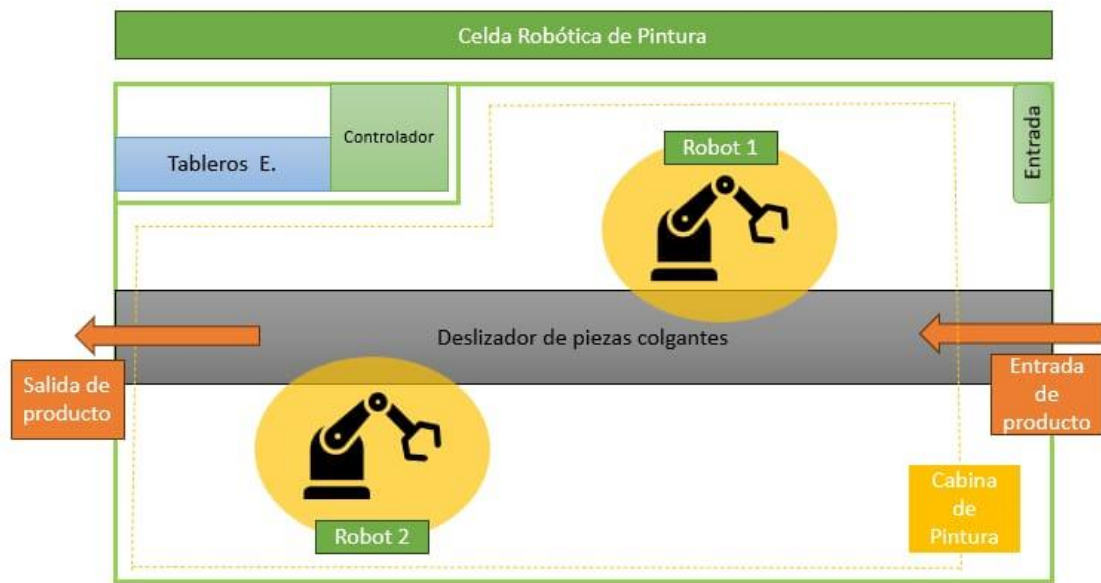 Celda Robótica de Pintura
Controlador
Tableros E.
Robot 1
Entrada
Deslizador de piezas colgantes
Salida de
producto
Entrada
de
producto
Robot 2
Cabina
de
Pintura